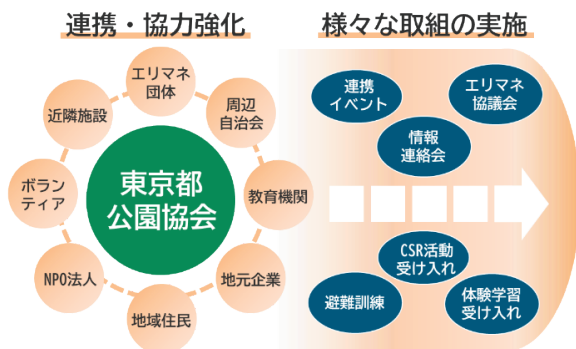 連携・協力強化
様々な取組の実施
エリマネ
団体
周辺
自治会
近隣施設
教育機関
ボラン
ティア
東京都
公園協会
NPO法人
地元企業
地域住民
連携
イベント
エリマネ
協議会
情報
連絡会
CSR活動
受け入れ
避難訓練
体験学習
受け入れ